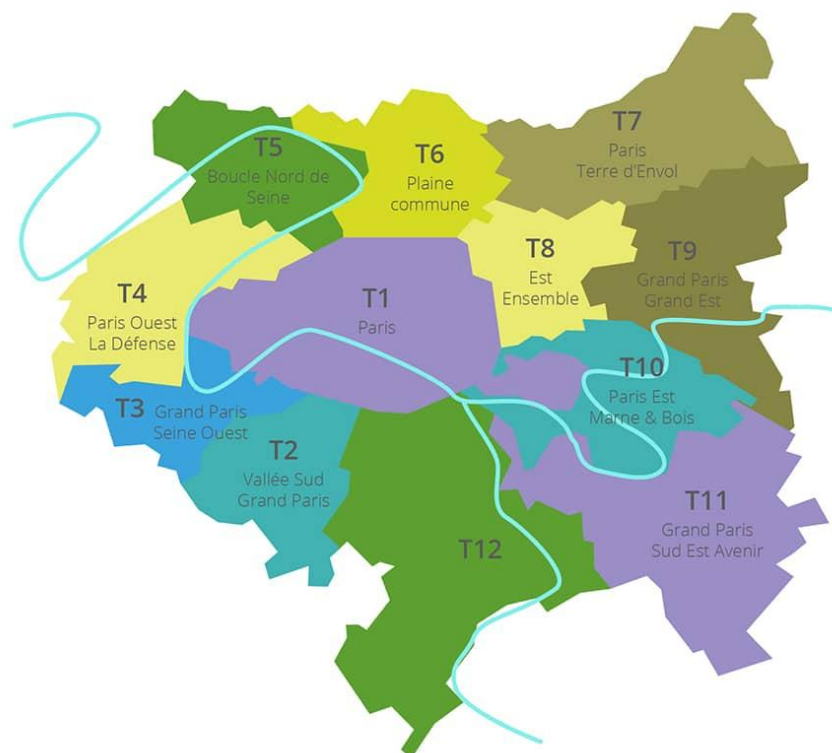 T7
Paris
Terre d'Envol
T5
Boucle Nord de
Seine
T6
Plaine
commune
T8
Est
Ensemble
T9
Grand Paris
Grand Est
T4
Paris Ouest
La Défense
T1
Paris
T10
Paris Est
Marne & Bois
T3
Grand Paris
Seine Ouest
T2
Vallée Sud
Grand Paris
T11
Grand Paris
Sud Est Avenir
T12